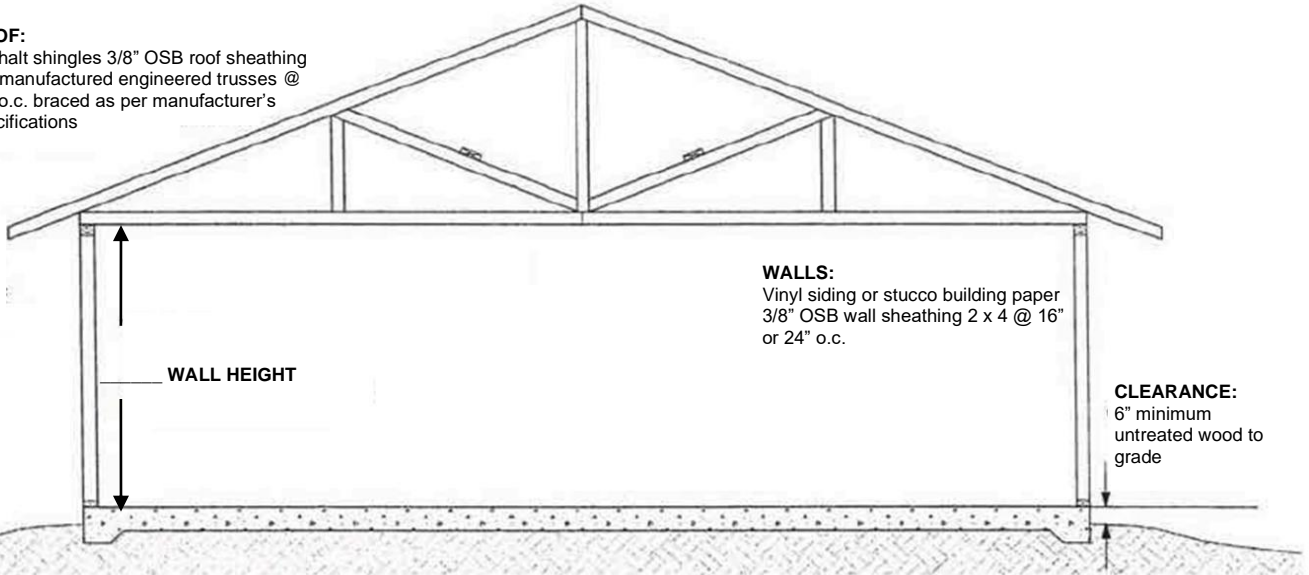 OF:
halt shingles 3/8” OSB roof sheathing
manufactured engineered trusses @
o.c. braced as per manufacturer’s
cifications
WALLS:
Vinyl siding or stucco building paper
3/8” OSB wall sheathing 2 x 4 @ 16”
or 24” o.c.
______ WALL HEIGHT
CLEARANCE:
6” minimum
untreated wood to
grade